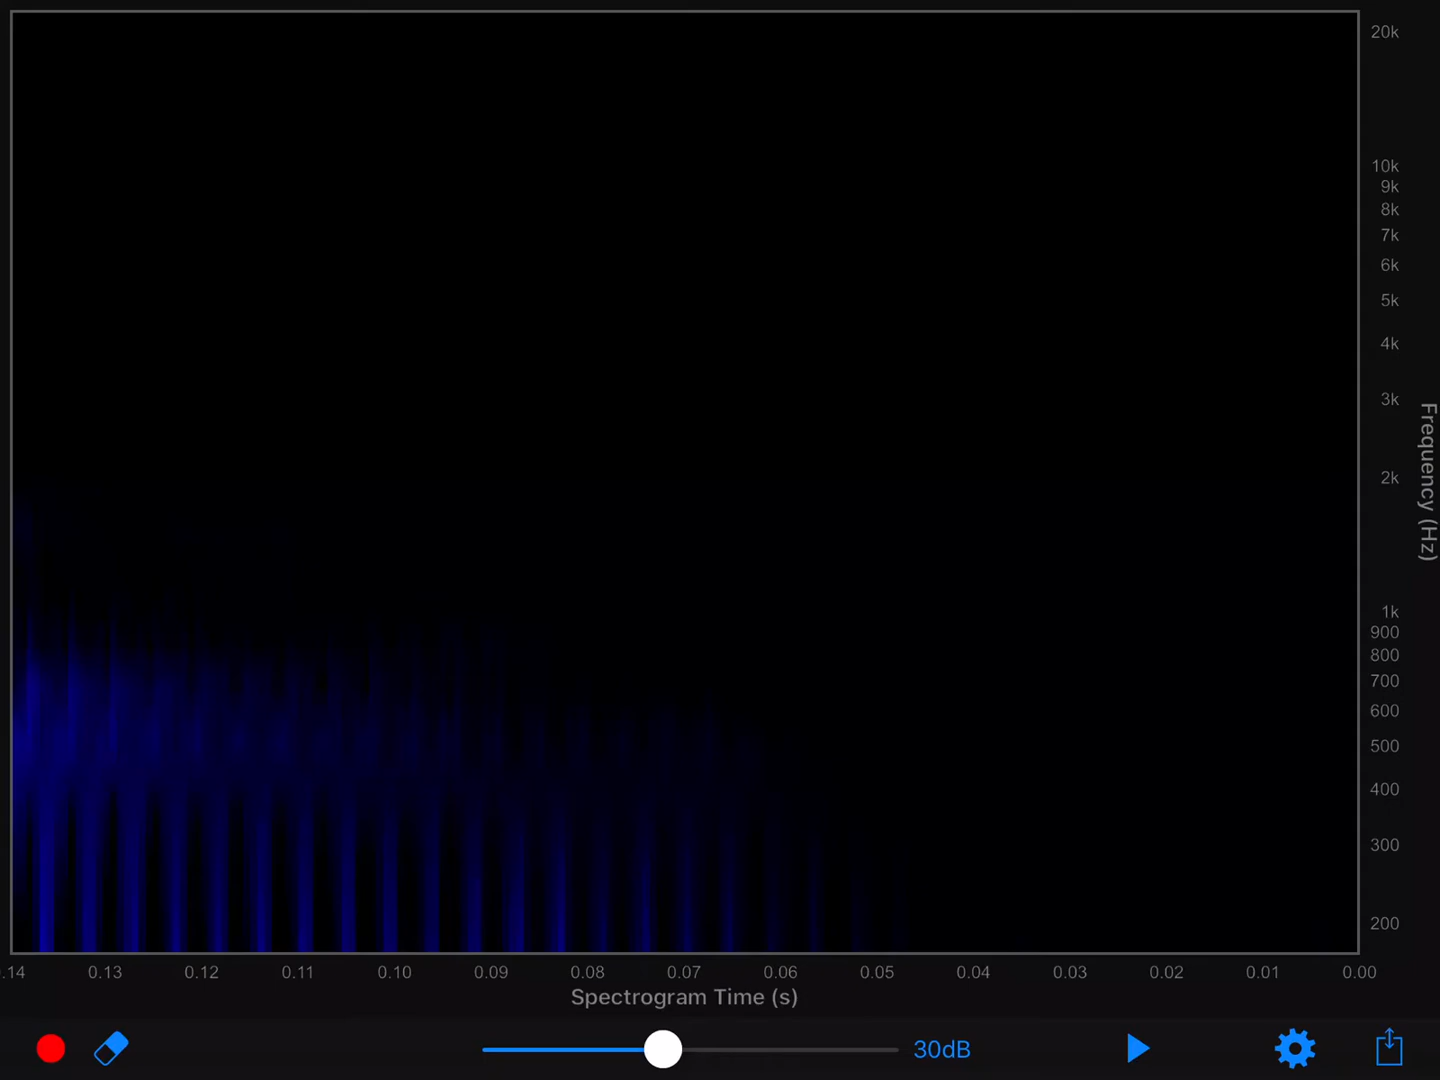 20k
10k
9k
8k
7k
6k
5k
4k
3k
2k
1k
900
800
700
600
500
400
300
200
Frequency (Hz)
.14 0.13 0.12 0.11 0.10 0.09 0.08 0.07 0.06 0.05 0.04 0.03 0.02 0.01 0.00
Spectrogram Time (s)
30dB